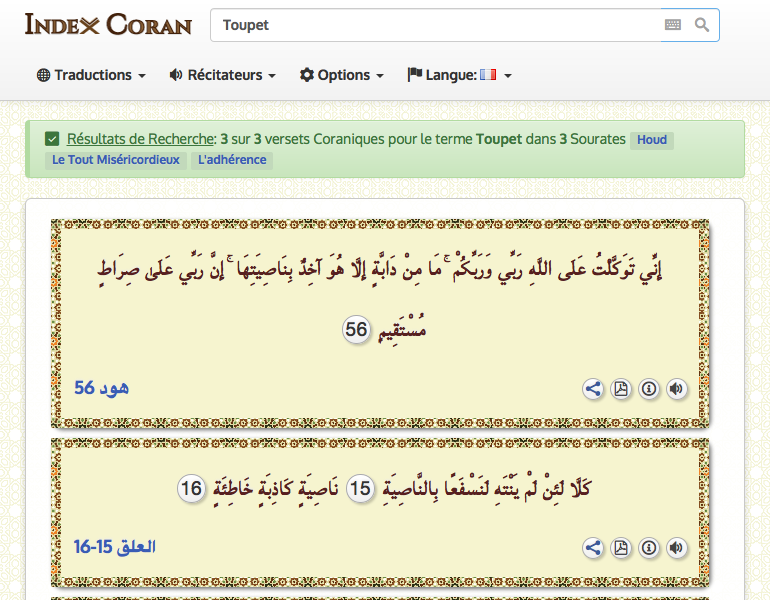 INDEX CORAN
Toupet
Traductions
Récitateurs
Options
Langue:
Résultats de Recherche: 3 sur 3 versets Coraniques pour le terme Toupet dans 3 Sourates Houd
Le Tout Miséricordieux L'adhérence
إِنِّي تَوَكَّلْتُ عَلَى اللَّهِ رَبِّي وَرَبِّكُمْ ۚ مَا مِنْ دَابَّةٍ إِلَّا هُوَ آخِذٌ بِنَاصِيَتِهَا ۚ إِنَّ رَبِّي عَلَىٰ صِرَاطٍ
مُسْتَقِيمٍ 56
هود 56
كَلَّا لَئِنْ لَمْ يَنْتَهِ لَنَسْفَعًا بِالنَّاصِيَةِ 15 نَاصِيَةٍ كَاذِبَةٍ خَاطِئَةٍ 16
العلق 15-16